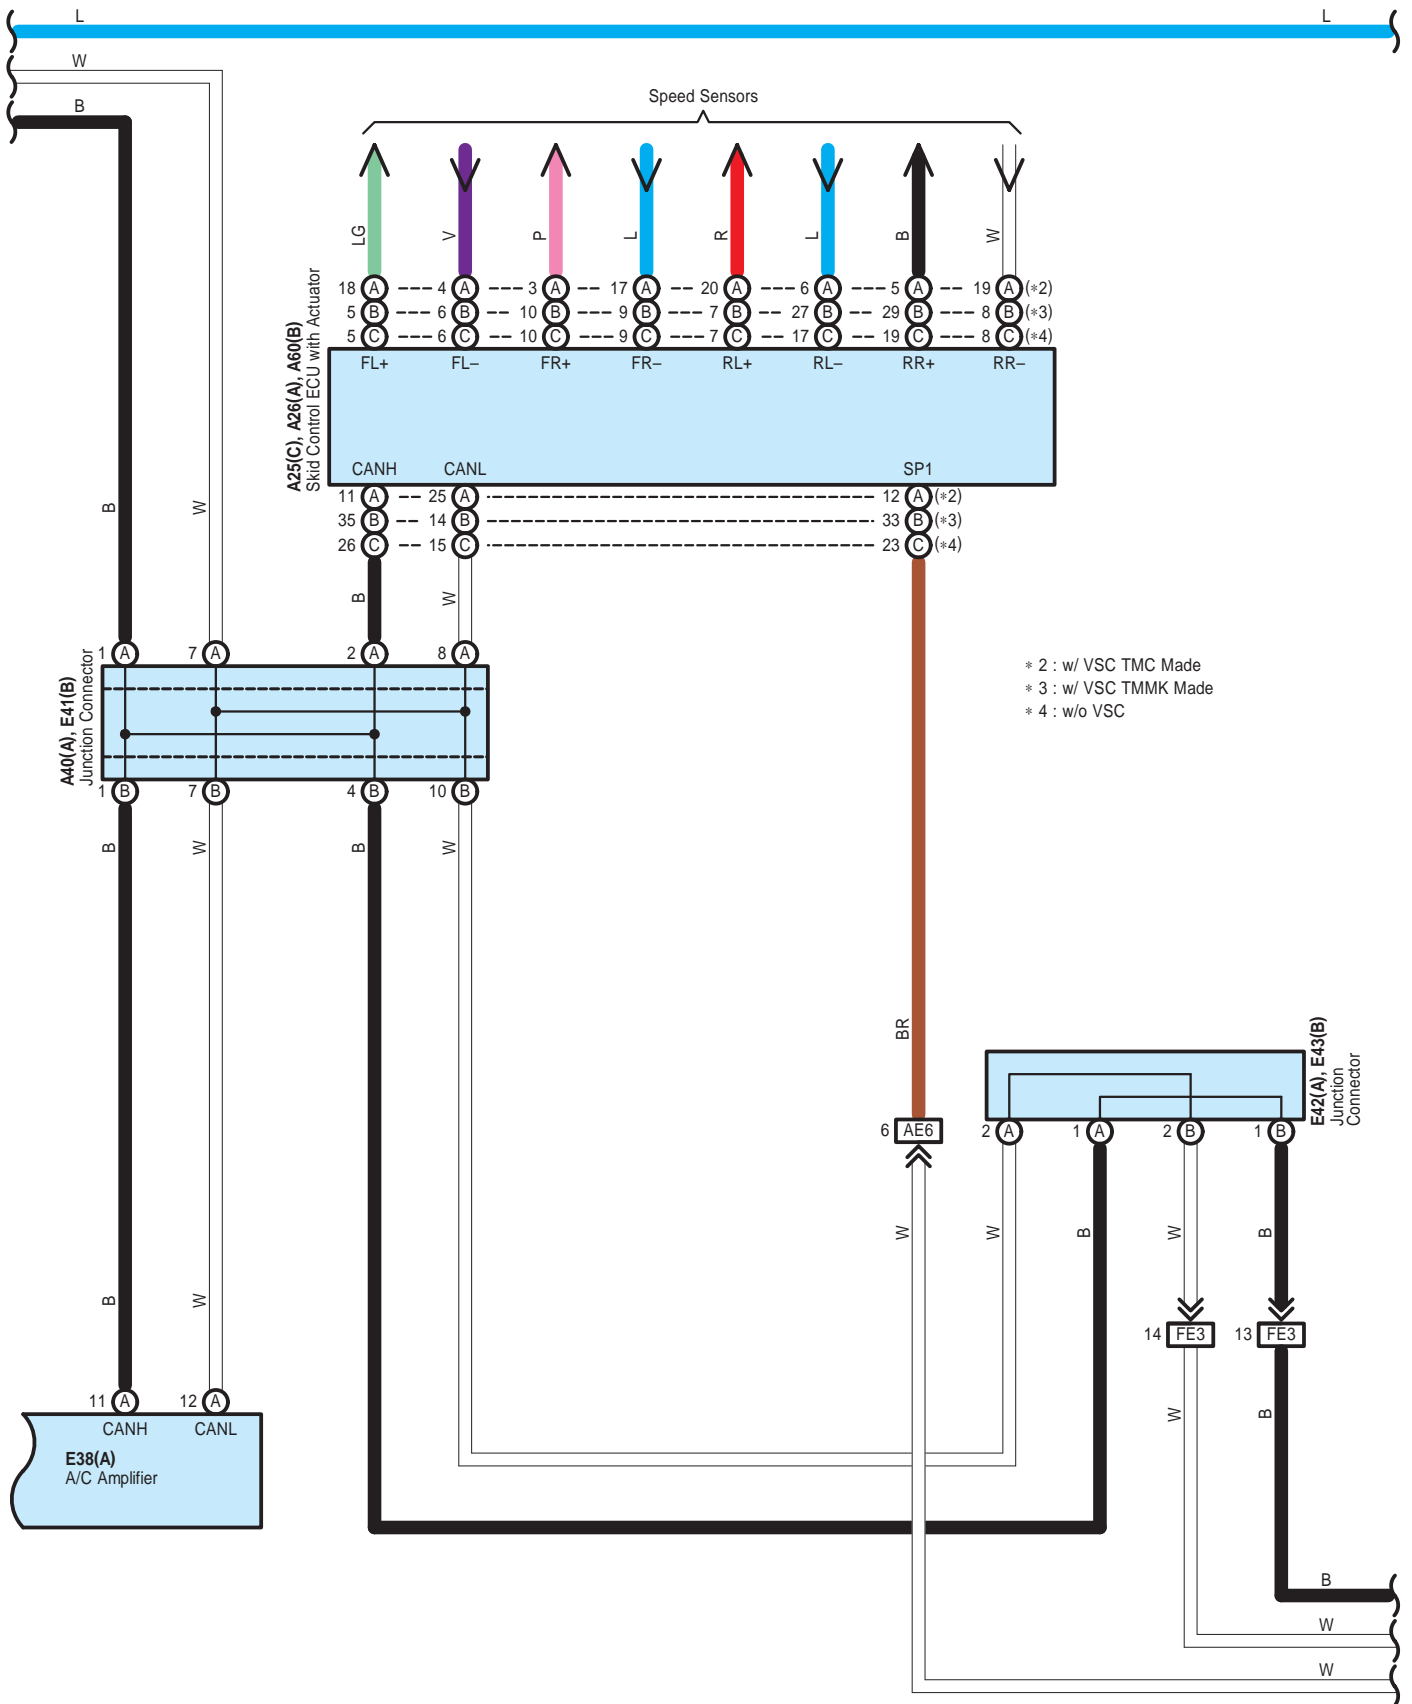 L L
W
B
Speed Sensors
LG V P L R L B W
18 A 4 A 3 A 17 A 20 A 6 A 5 A 19 A (*2)
5 B 6 B 10 B 9 B 7 B 27 B 29 B 8 B (*3)
5 C 6 C 10 C 9 C 7 C 17 C 19 C 8 C (*4)
FL+ FL– FR+ FR– RL+ RL– RR+ RR–
A25(C), A26(A), A60(B)
Skid Control ECU with Actuator
CANH CANL SP1
11 A 25 A 12 A (*2)
35 B 14 B 33 B (*3)
26 C 15 C 23 C (*4)
B W
B W
1 A 7 A 2 A 8 A
* 2 : w/ VSC TMC Made
* 3 : w/ VSC TMMK Made
* 4 : w/o VSC
A40(A), E41(B)
Junction Connector
1 B 7 B 4 B 10 B
B W B W
BR
E42(A), E43(B)
Junction
Connector
6 AE6 2 A 1 A 2 B 1 B
W W B W B
B W
14 FE3 13 FE3
11 A 12 A
W B
CANH CANL
E38(A)
A/C Amplifier
B
W
W